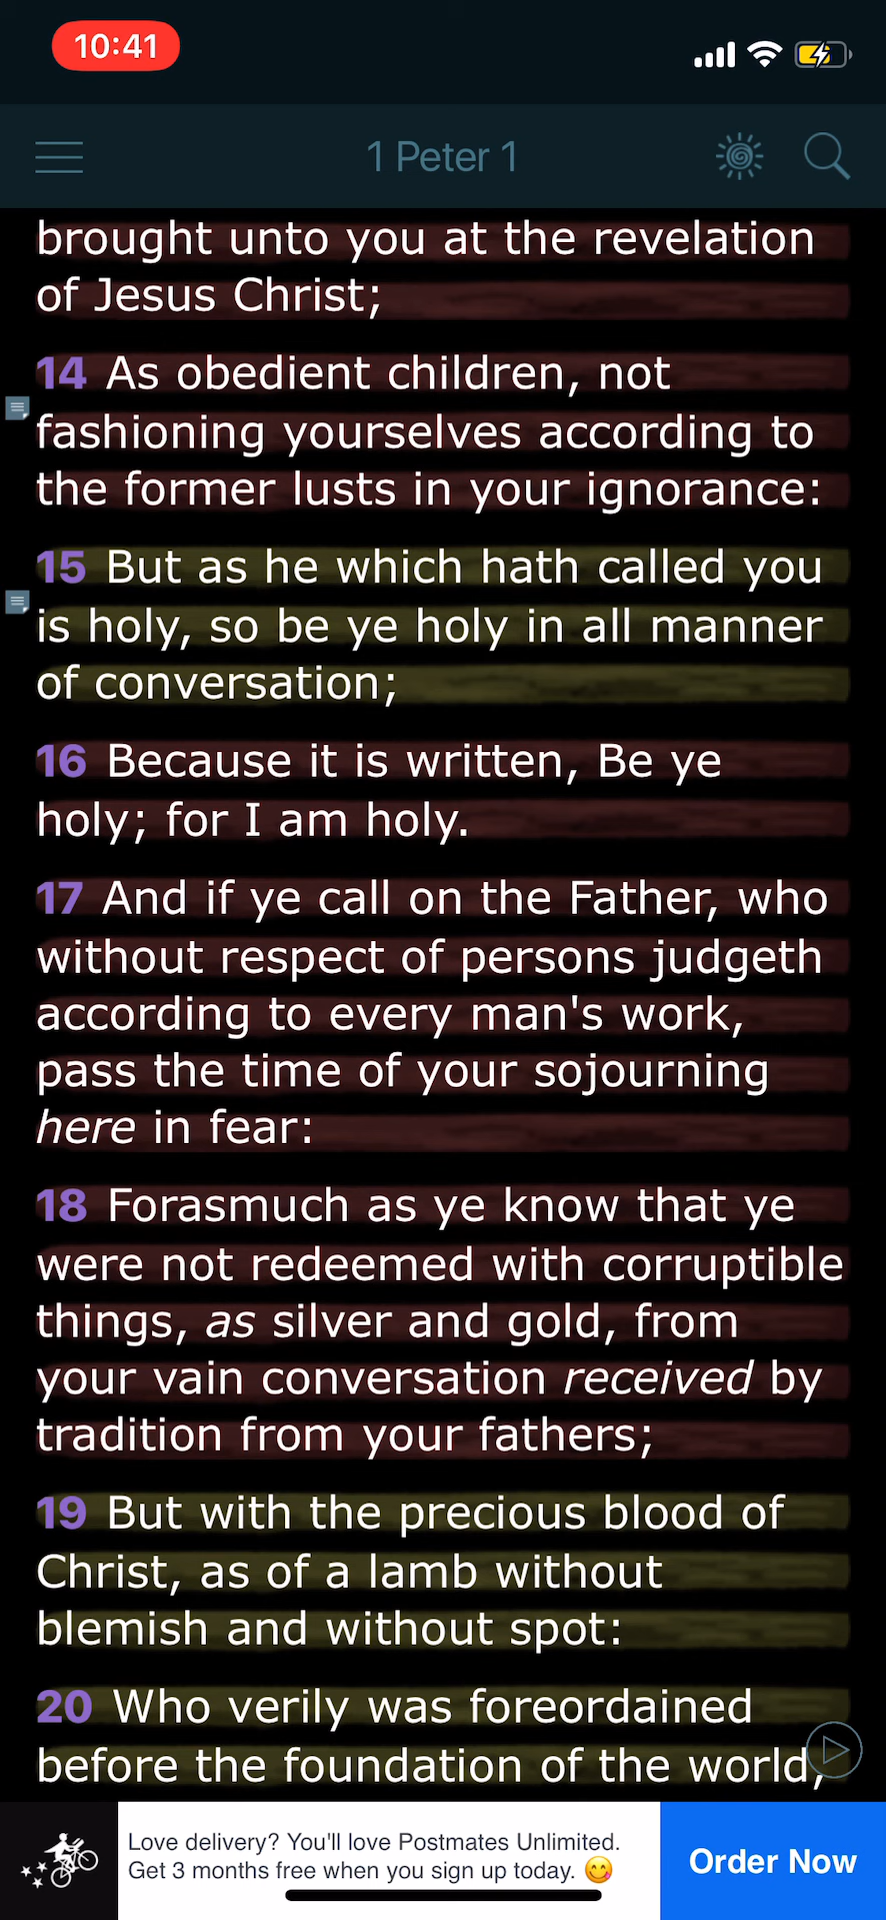 10:41
1 Peter 1
brought unto you at the revelation
of Jesus Christ;
14 As obedient children, not
fashioning yourselves according to
the former lusts in your ignorance:
15 But as he which hath called you
is holy, so be ye holy in all manner
of conversation;
16 Because it is written, Be ye
holy; for I am holy.
17 And if ye call on the Father, who
without respect of persons judgeth
according to every man's work,
pass the time of your sojourning
here in fear:
18 Forasmuch as ye know that ye
were not redeemed with corruptible
things, as silver and gold, from
your vain conversation received by
tradition from your fathers;
19 But with the precious blood of
Christ, as of a lamb without
blemish and without spot:
20 Who verily was foreordained
before the foundation of the world,
Love delivery? You'll love Postmates Unlimited.
Get 3 months free when you sign up today. 😋
Order Now